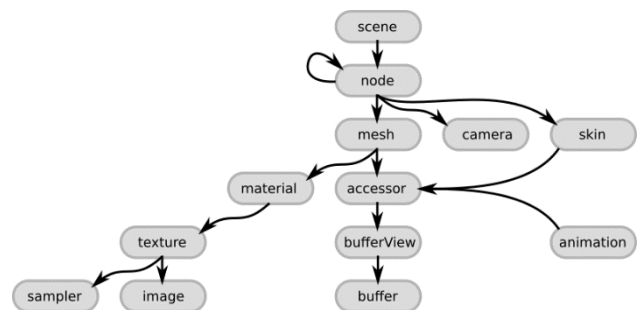 scene
node
mesh
camera
skin
material
accessor
texture
bufferView
animation
sampler
image
buffer